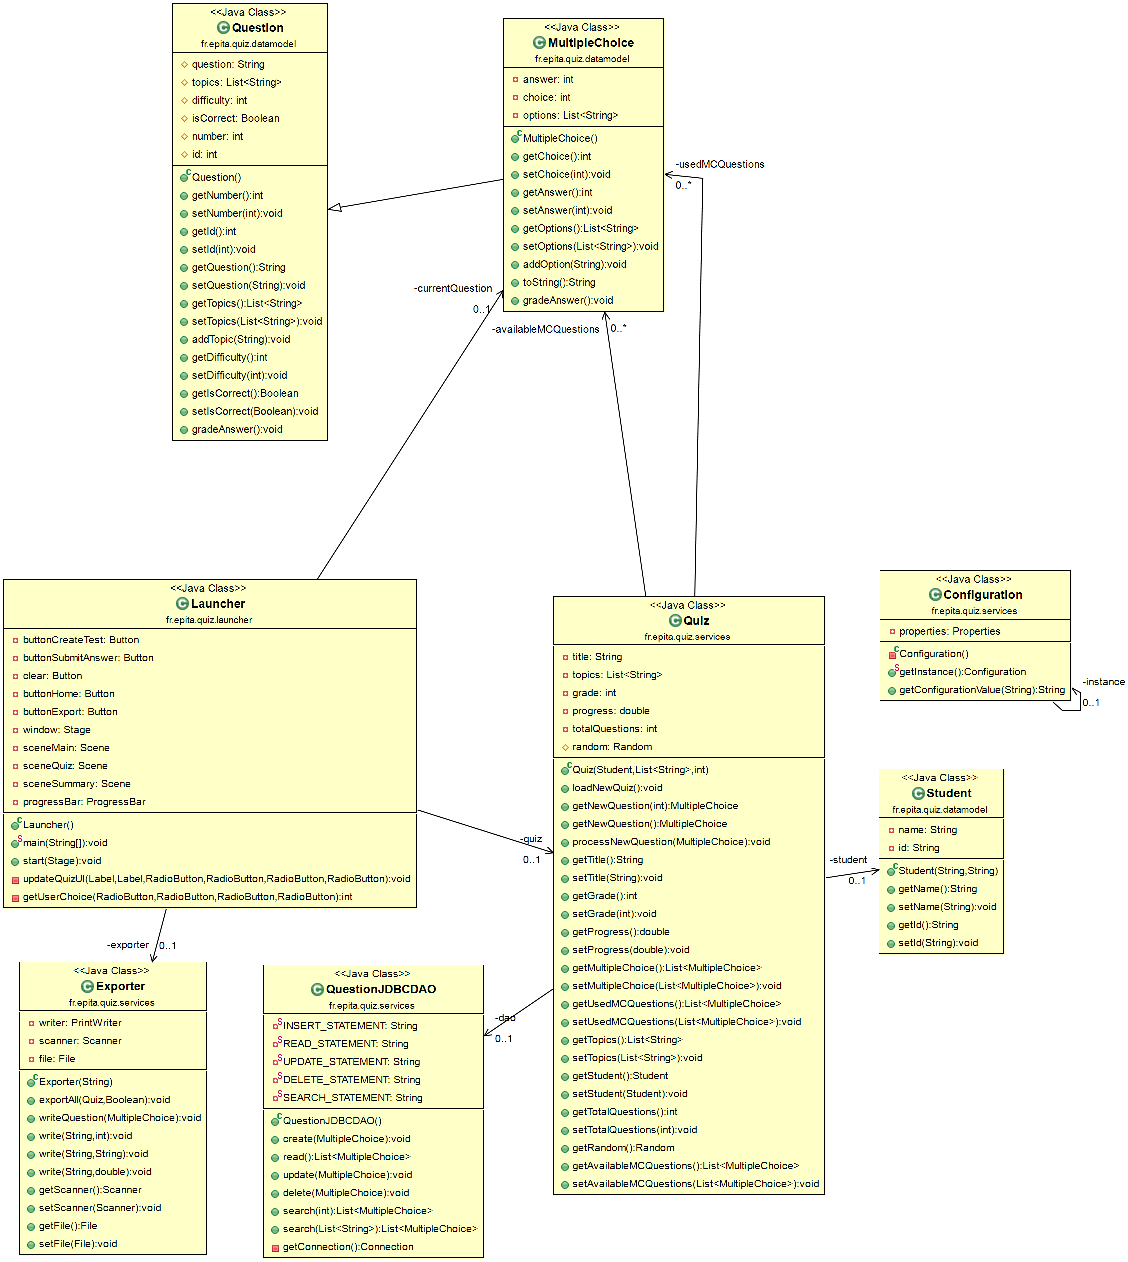 <<Java Class>>
Question
fr.epita.quiz.datamodel
question: String
topics: List<String>
difficulty: int
isCorrect: Boolean
number: int
id: int
Question()
getNumber():int
setNumber(int):void
getId():int
setId(int):void
getQuestion():String
setQuestion(String):void
getTopics():List<String>
setTopics(List<String>):void
addTopic(String):void
getDifficulty():int
setDifficulty(int):void
getIsCorrect():Boolean
setIsCorrect(Boolean):void
gradeAnswer():void
<<Java Class>>
MultipleChoice
fr.epita.quiz.datamodel
answer: int
choice: int
options: List<String>
MultipleChoice()
getChoice():int
setChoice(int):void
getAnswer():int
setAnswer(int):void
getOptions():List<String>
setOptions(List<String>):void
addOption(String):void
toString():String
gradeAnswer():void
-usedMCQuestions
0..*
-currentQuestion
0..1
-availableMCQuestions
0..*
<<Java Class>>
Launcher
fr.epita.quiz.launcher
buttonCreateTest: Button
buttonSubmitAnswer: Button
clear: Button
buttonHome: Button
buttonExport: Button
window: Stage
sceneMain: Scene
sceneQuiz: Scene
sceneSummary: Scene
progressBar: ProgressBar
Launcher()
main(String[]):void
start(Stage):void
updateQuizUI(Label,Label,RadioButton,RadioButton,RadioButton,RadioButton):void
getUserChoice(RadioButton,RadioButton,RadioButton,RadioButton):int
-quiz
0..1
-exporter
0..1
<<Java Class>>
Quiz
fr.epita.quiz.services
title: String
topics: List<String>
grade: int
progress: double
totalQuestions: int
random: Random
Quiz(Student,List<String>,int)
loadNewQuiz():void
getNewQuestion(int):MultipleChoice
getNewQuestion():MultipleChoice
processNewQuestion(MultipleChoice):void
getTitle():String
setTitle(String):void
getGrade():int
setGrade(int):void
getProgress():double
setProgress(double):void
getMultipleChoice():List<MultipleChoice>
setMultipleChoice(List<MultipleChoice>):void
getUsedMCQuestions():List<MultipleChoice>
setUsedMCQuestions(List<MultipleChoice>):void
getTopics():List<String>
setTopics(List<String>):void
getStudent():Student
setStudent(Student):void
getTotalQuestions():int
setTotalQuestions(int):void
getRandom():Random
getAvailableMCQuestions():List<MultipleChoice>
setAvailableMCQuestions(List<MultipleChoice>):void
<<Java Class>>
Configuration
fr.epita.quiz.services
properties: Properties
Configuration()
getInstance():Configuration
getConfigurationValue(String):String
-instance
0..1
<<Java Class>>
Student
fr.epita.quiz.datamodel
name: String
id: String
Student(String,String)
getName():String
setName(String):void
getId():String
setId(String):void
-student
0..1
<<Java Class>>
Exporter
fr.epita.quiz.services
writer: PrintWriter
scanner: Scanner
file: File
Exporter(String)
exportAll(Quiz,Boolean):void
writeQuestion(MultipleChoice):void
write(String,int):void
write(String,String):void
write(String,double):void
getScanner():Scanner
setScanner(Scanner):void
getFile():File
setFile(File):void
<<Java Class>>
QuestionJDBCDAO
fr.epita.quiz.services
INSERT_STATEMENT: String
READ_STATEMENT: String
UPDATE_STATEMENT: String
DELETE_STATEMENT: String
SEARCH_STATEMENT: String
QuestionJDBCDAO()
create(MultipleChoice):void
read():List<MultipleChoice>
update(MultipleChoice):void
delete(MultipleChoice):void
search(int):List<MultipleChoice>
search(List<String>):List<MultipleChoice>
getConnection():Connection
-dao
0..1